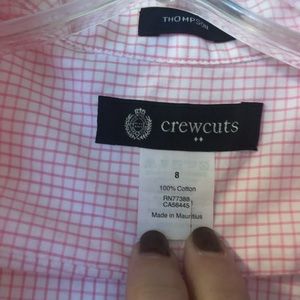 THOMPSON
crewcuts
8
100% Cotton
RN77388
CA56445
Made in Mauritius